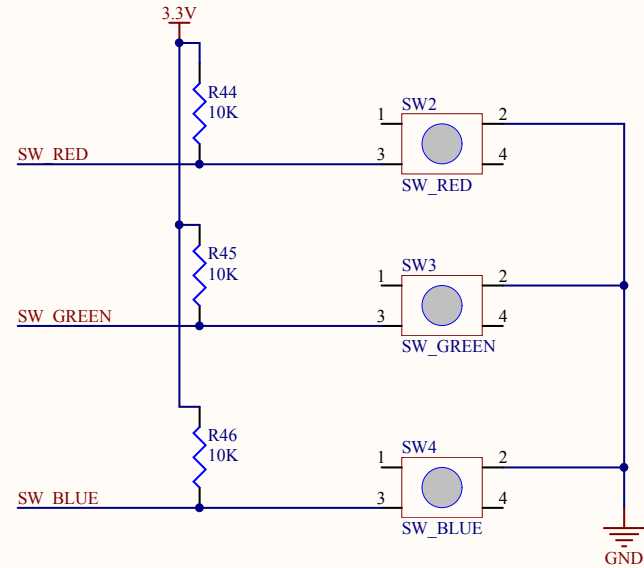 3.3V
R44
10K
SW2
1
2
SW_RED
3
4
SW_RED
R45
10K
SW3
1
2
SW_GREEN
3
4
SW_GREEN
R46
10K
SW4
1
2
SW_BLUE
3
4
SW_BLUE
GND